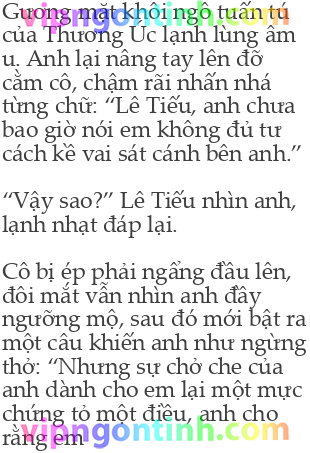 Gương mặt khôi ngô tuấn tú
vipngontinh.com
của Thương Úc lạnh lùng âm
u. Anh lại nâng tay lên đỡ
cằm cô, chậm rãi nhấn nhá
từng chữ: “Lê Tiếu, anh chưa
bao giờ nói em không đủ tư
cách kề vai sát cánh bên anh.”
“Vậy sao?” Lê Tiếu nhìn anh,
lạnh nhạt đáp lại.
Cô bị ép phải ngẩng đầu lên,
đôi mắt vẫn nhìn anh đầy
ngưỡng mộ, sau đó mới bật ra
một câu khiến anh như ngừng
thở: “Nhưng sự chở che của
anh dành cho em lại một mực
chứng tỏ một điều, anh cho
vipngontinh.com
rằng em